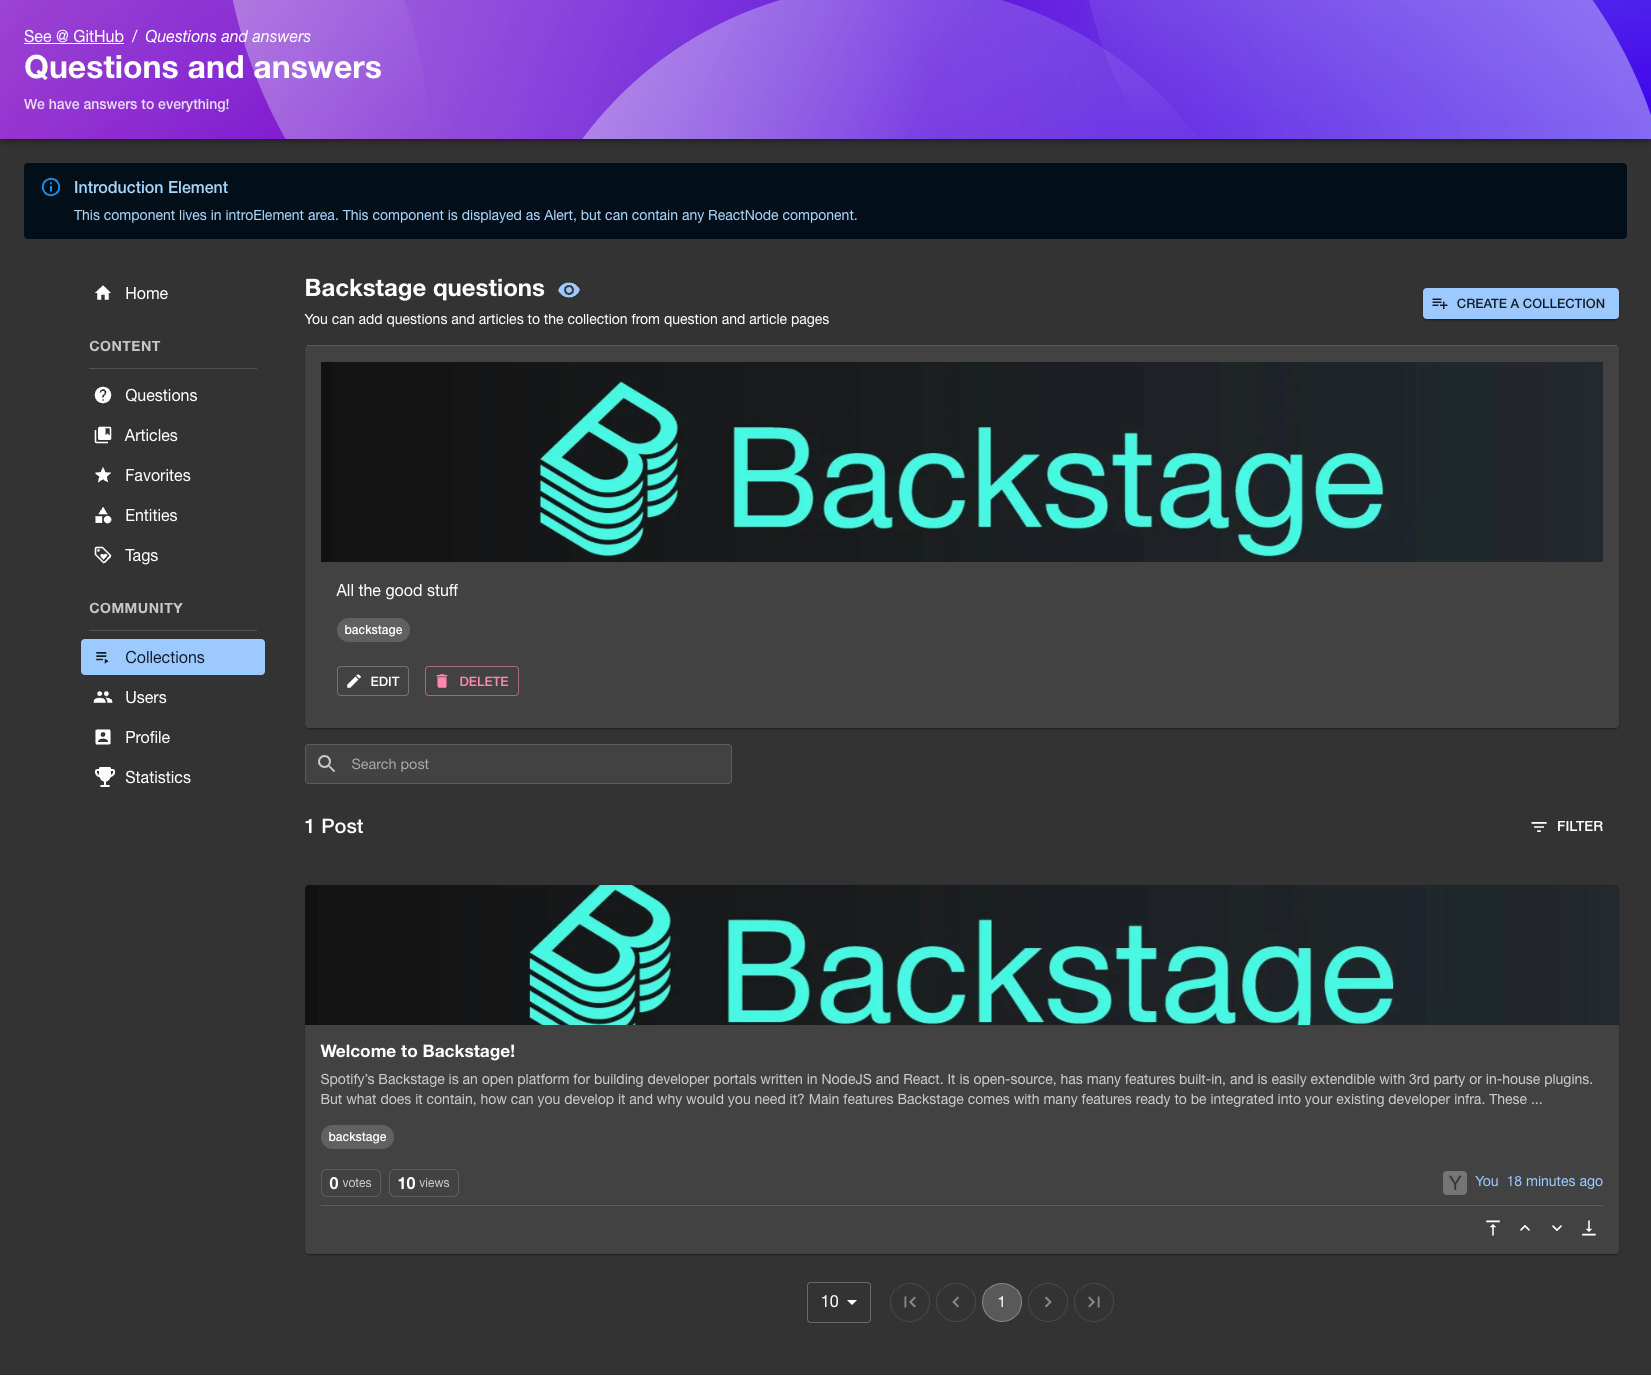 See @ GitHub / Questions and answers
Questions and answers
We have answers to everything!
Introduction Element
This component lives in introElement area. This component is displayed as Alert, but can contain any ReactNode component.
Home
CONTENT
Questions
Articles
Favorites
Entities
Tags
COMMUNITY
Collections
Users
Profile
Statistics
Backstage questions
You can add questions and articles to the collection from question and article pages
CREATE A COLLECTION
Backstage
All the good stuff
backstage
EDIT DELETE
Search post
1 Post
FILTER
Backstage
Welcome to Backstage!
Spotify’s Backstage is an open platform for building developer portals written in NodeJS and React. It is open-source, has many features built-in, and is easily extendible with 3rd party or in-house plugins.
But what does it contain, how can you develop it and why would you need it? Main features Backstage comes with many features ready to be integrated into your existing developer infra. These ...
backstage
0 votes 10 views
Y You 18 minutes ago
10 1